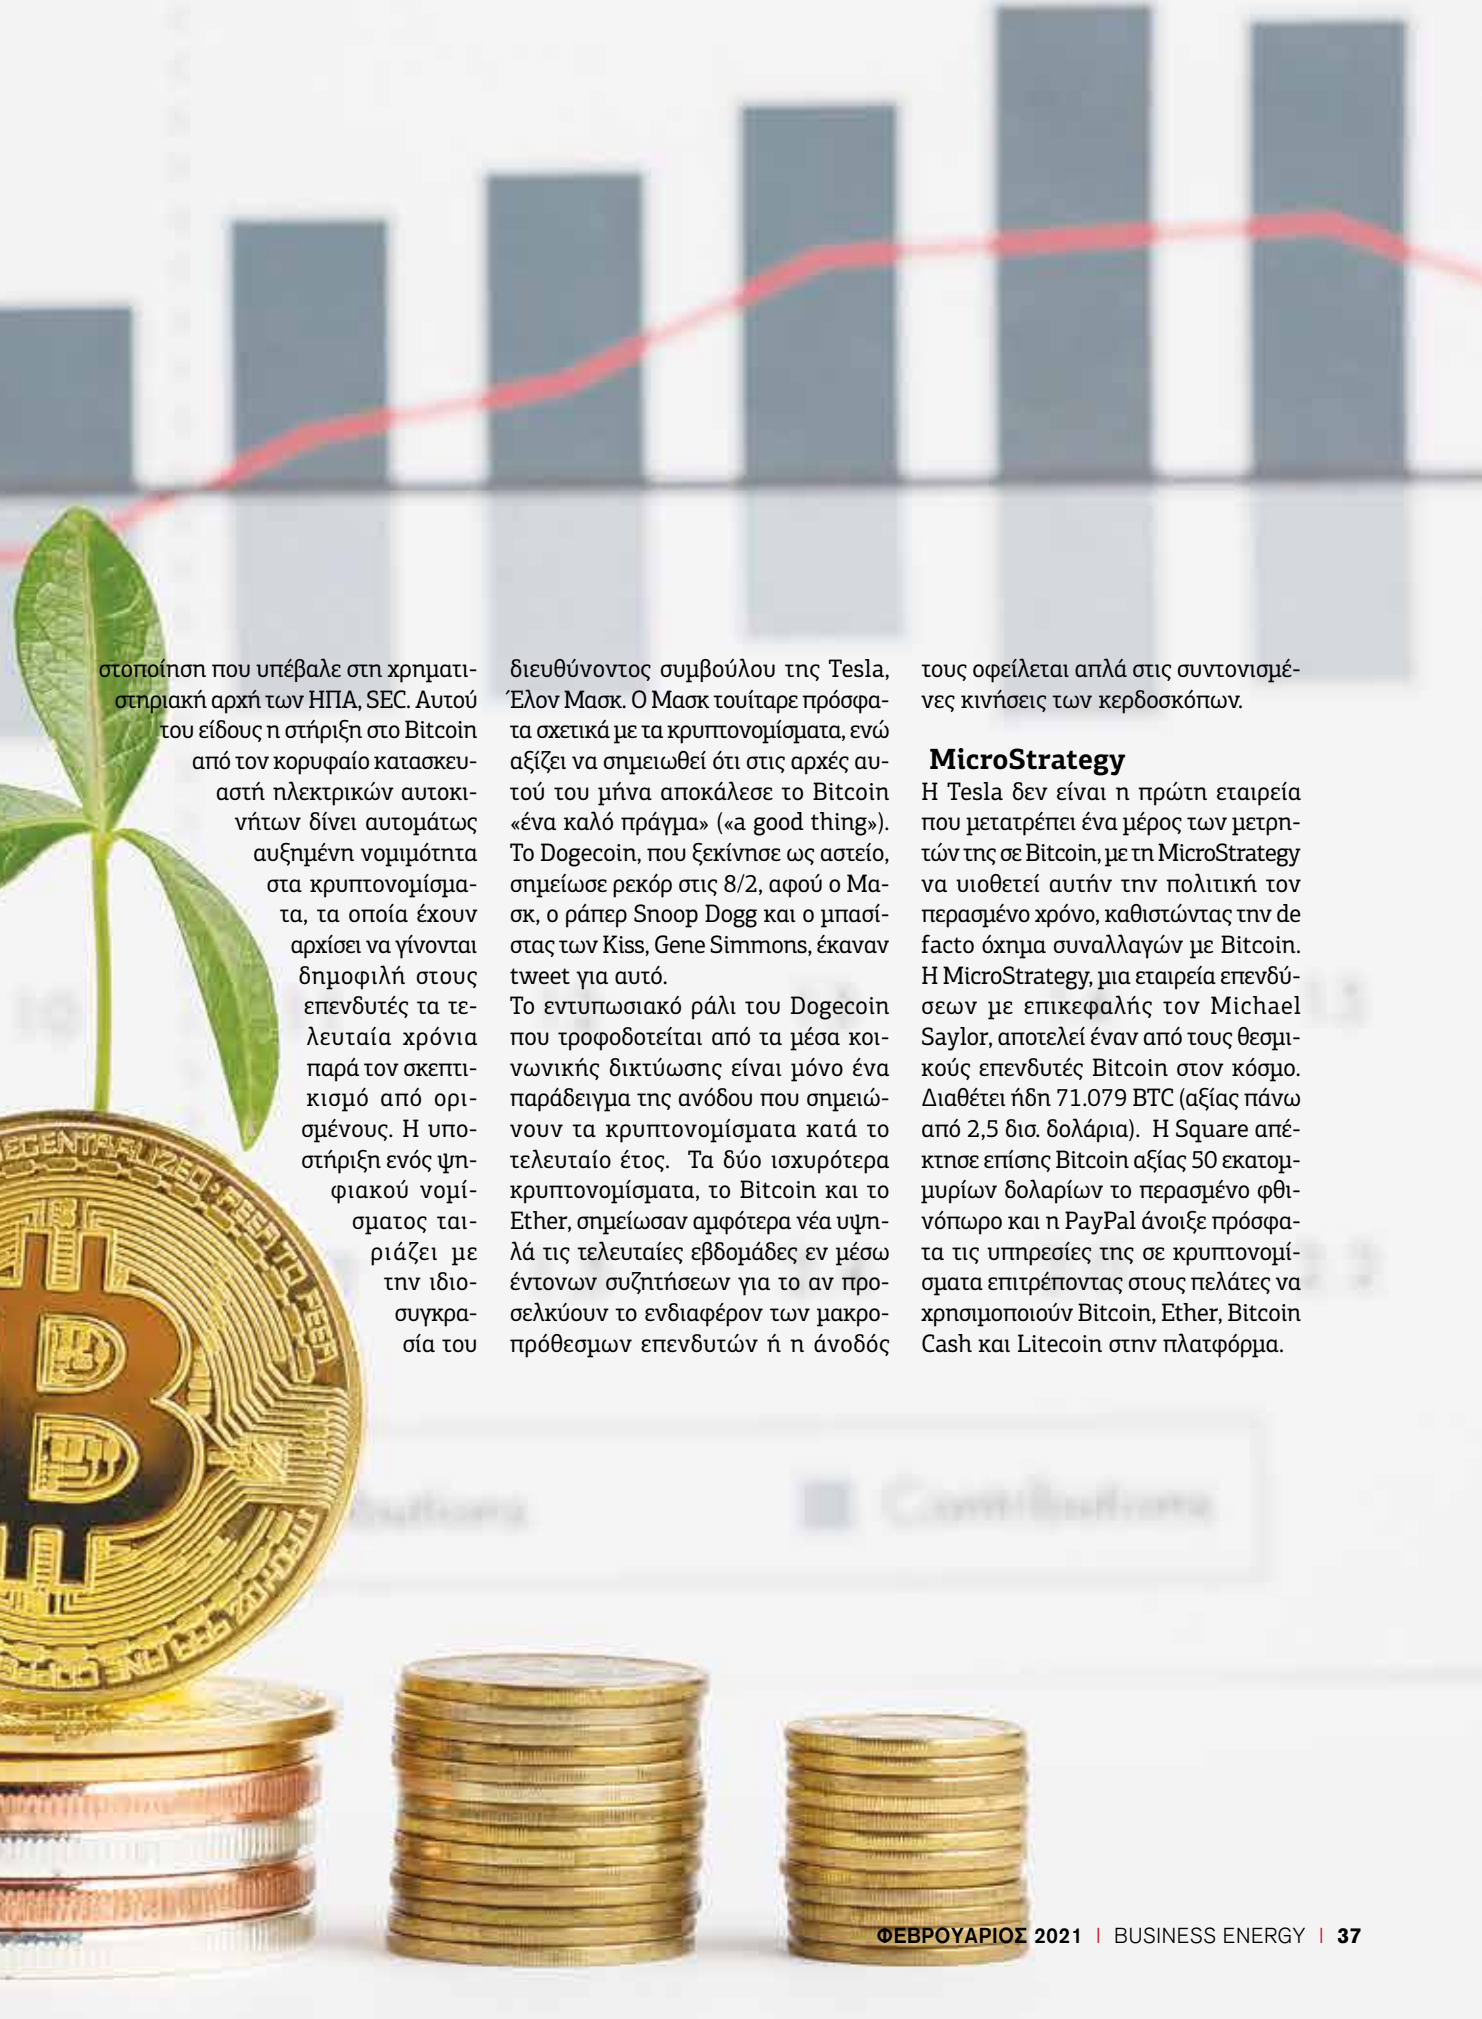 στοποίηση που υπέβαλε στη χρηματι-
στηριακή αρχή των ΗΠΑ, SEC. Αυτού
του είδους η στήριξη στο Bitcoin
από τον κορυφαίο κατασκευ-
αστή ηλεκτρικών αυτοκι-
νήτων δίνει αυτομάτως
αυξημένη νομιμότητα
στα κρυπτονομίσμα-
τα, τα οποία έχουν
αρχίσει να γίνονται
δημοφιλή στους
επενδυτές τα τε-
λευταία χρόνια
παρά τον σκεπτι-
κισμό από ορι-
σμένους. Η υπο-
στήριξη ενός ψη-
φιακού νομί-
σματος ται-
ριάζει με
την ιδιο-
συγκρα-
σία του
διευθύνοντος συμβούλου της Tesla,
Έλον Μασκ. Ο Μασκ τουίταρε πρόσφα-
τα σχετικά με τα κρυπτονομίσματα, ενώ
αξίζει να σημειωθεί ότι στις αρχές αυ-
τού του μήνα αποκάλεσε το Bitcoin
«ένα καλό πράγμα» («a good thing»).
Το Dogecoin, που ξεκίνησε ως αστείο,
σημείωσε ρεκόρ στις 8/2, αφού ο Μα-
σκ, ο ράπερ Snoop Dogg και ο μπασί-
στας των Kiss, Gene Simmons, έκαναν
tweet για αυτό.
Το εντυπωσιακό ράλι του Dogecoin
που τροφοδοτείται από τα μέσα κοι-
νωνικής δικτύωσης είναι μόνο ένα
παράδειγμα της ανόδου που σημειώ-
νουν τα κρυπτονομίσματα κατά το
τελευταίο έτος. Τα δύο ισχυρότερα
κρυπτονομίσματα, το Bitcoin και το
Ether, σημείωσαν αμφότερα νέα υψη-
λά τις τελευταίες εβδομάδες εν μέσω
έντονων συζητήσεων για το αν προ-
σελκύουν το ενδιαφέρον των μακρο-
πρόθεσμων επενδυτών ή η άνοδός
τους οφείλεται απλά στις συντονισμέ-
νες κινήσεις των κερδοσκόπων.
MicroStrategy
Η Tesla δεν είναι η πρώτη εταιρεία
που μετατρέπει ένα μέρος των μετρη-
τών της σε Bitcoin, με τη MicroStrategy
να υιοθετεί αυτήν την πολιτική τον
περασμένο χρόνο, καθιστώντας την de
facto όχημα συναλλαγών με Bitcoin.
Η MicroStrategy, μια εταιρεία επενδύ-
σεων με επικεφαλής τον Michael
Saylor, αποτελεί έναν από τους θεσμι-
κούς επενδυτές Bitcoin στον κόσμο.
Διαθέτει ήδη 71.079 BTC (αξίας πάνω
από 2,5 δισ. δολάρια). Η Square απέ-
κτησε επίσης Bitcoin αξίας 50 εκατομ-
μυρίων δολαρίων το περασμένο φθι-
νόπωρο και η PayPal άνοιξε πρόσφα-
τα τις υπηρεσίες της σε κρυπτονομί-
σματα επιτρέποντας στους πελάτες να
χρησιμοποιούν Bitcoin, Ether, Bitcoin
Cash και Litecoin στην πλατφόρμα.
Contributions
ΦΕΒΡΟΥΑΡΙΟΣ 2021 | BUSINESS ENERGY | 37